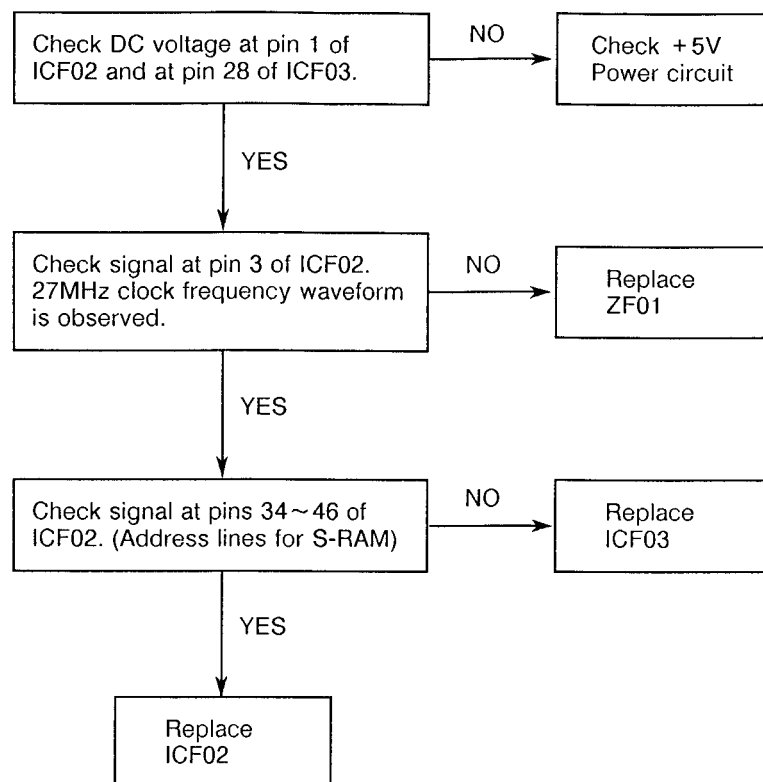 Check DC voltage at pin 1 of
ICF02 and at pin 28 of ICF03.
NO
Check +5V
Power circuit
YES
Check signal at pin 3 of ICF02.
27MHz clock frequency waveform
is observed.
NO
Replace
ZF01
YES
Check signal at pins 34~46 of
ICF02. (Address lines for S-RAM)
NO
Replace
ICF03
YES
Replace
ICF02